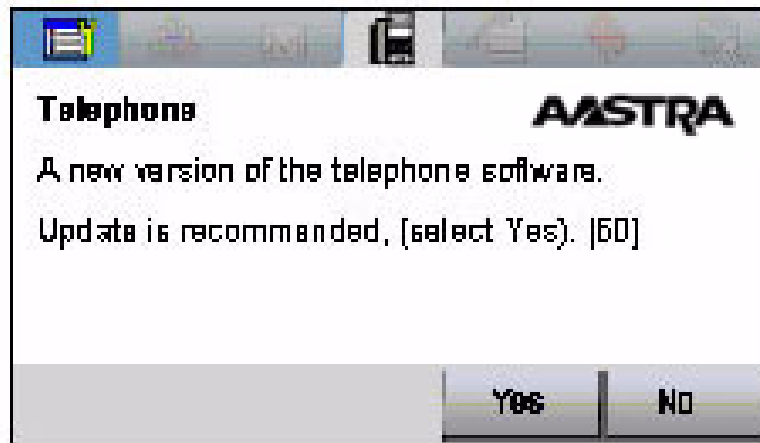 Telephone
AASTRA
A new version of the telephone software.
Update is recommended, (select Yes). [60]
Yes
No